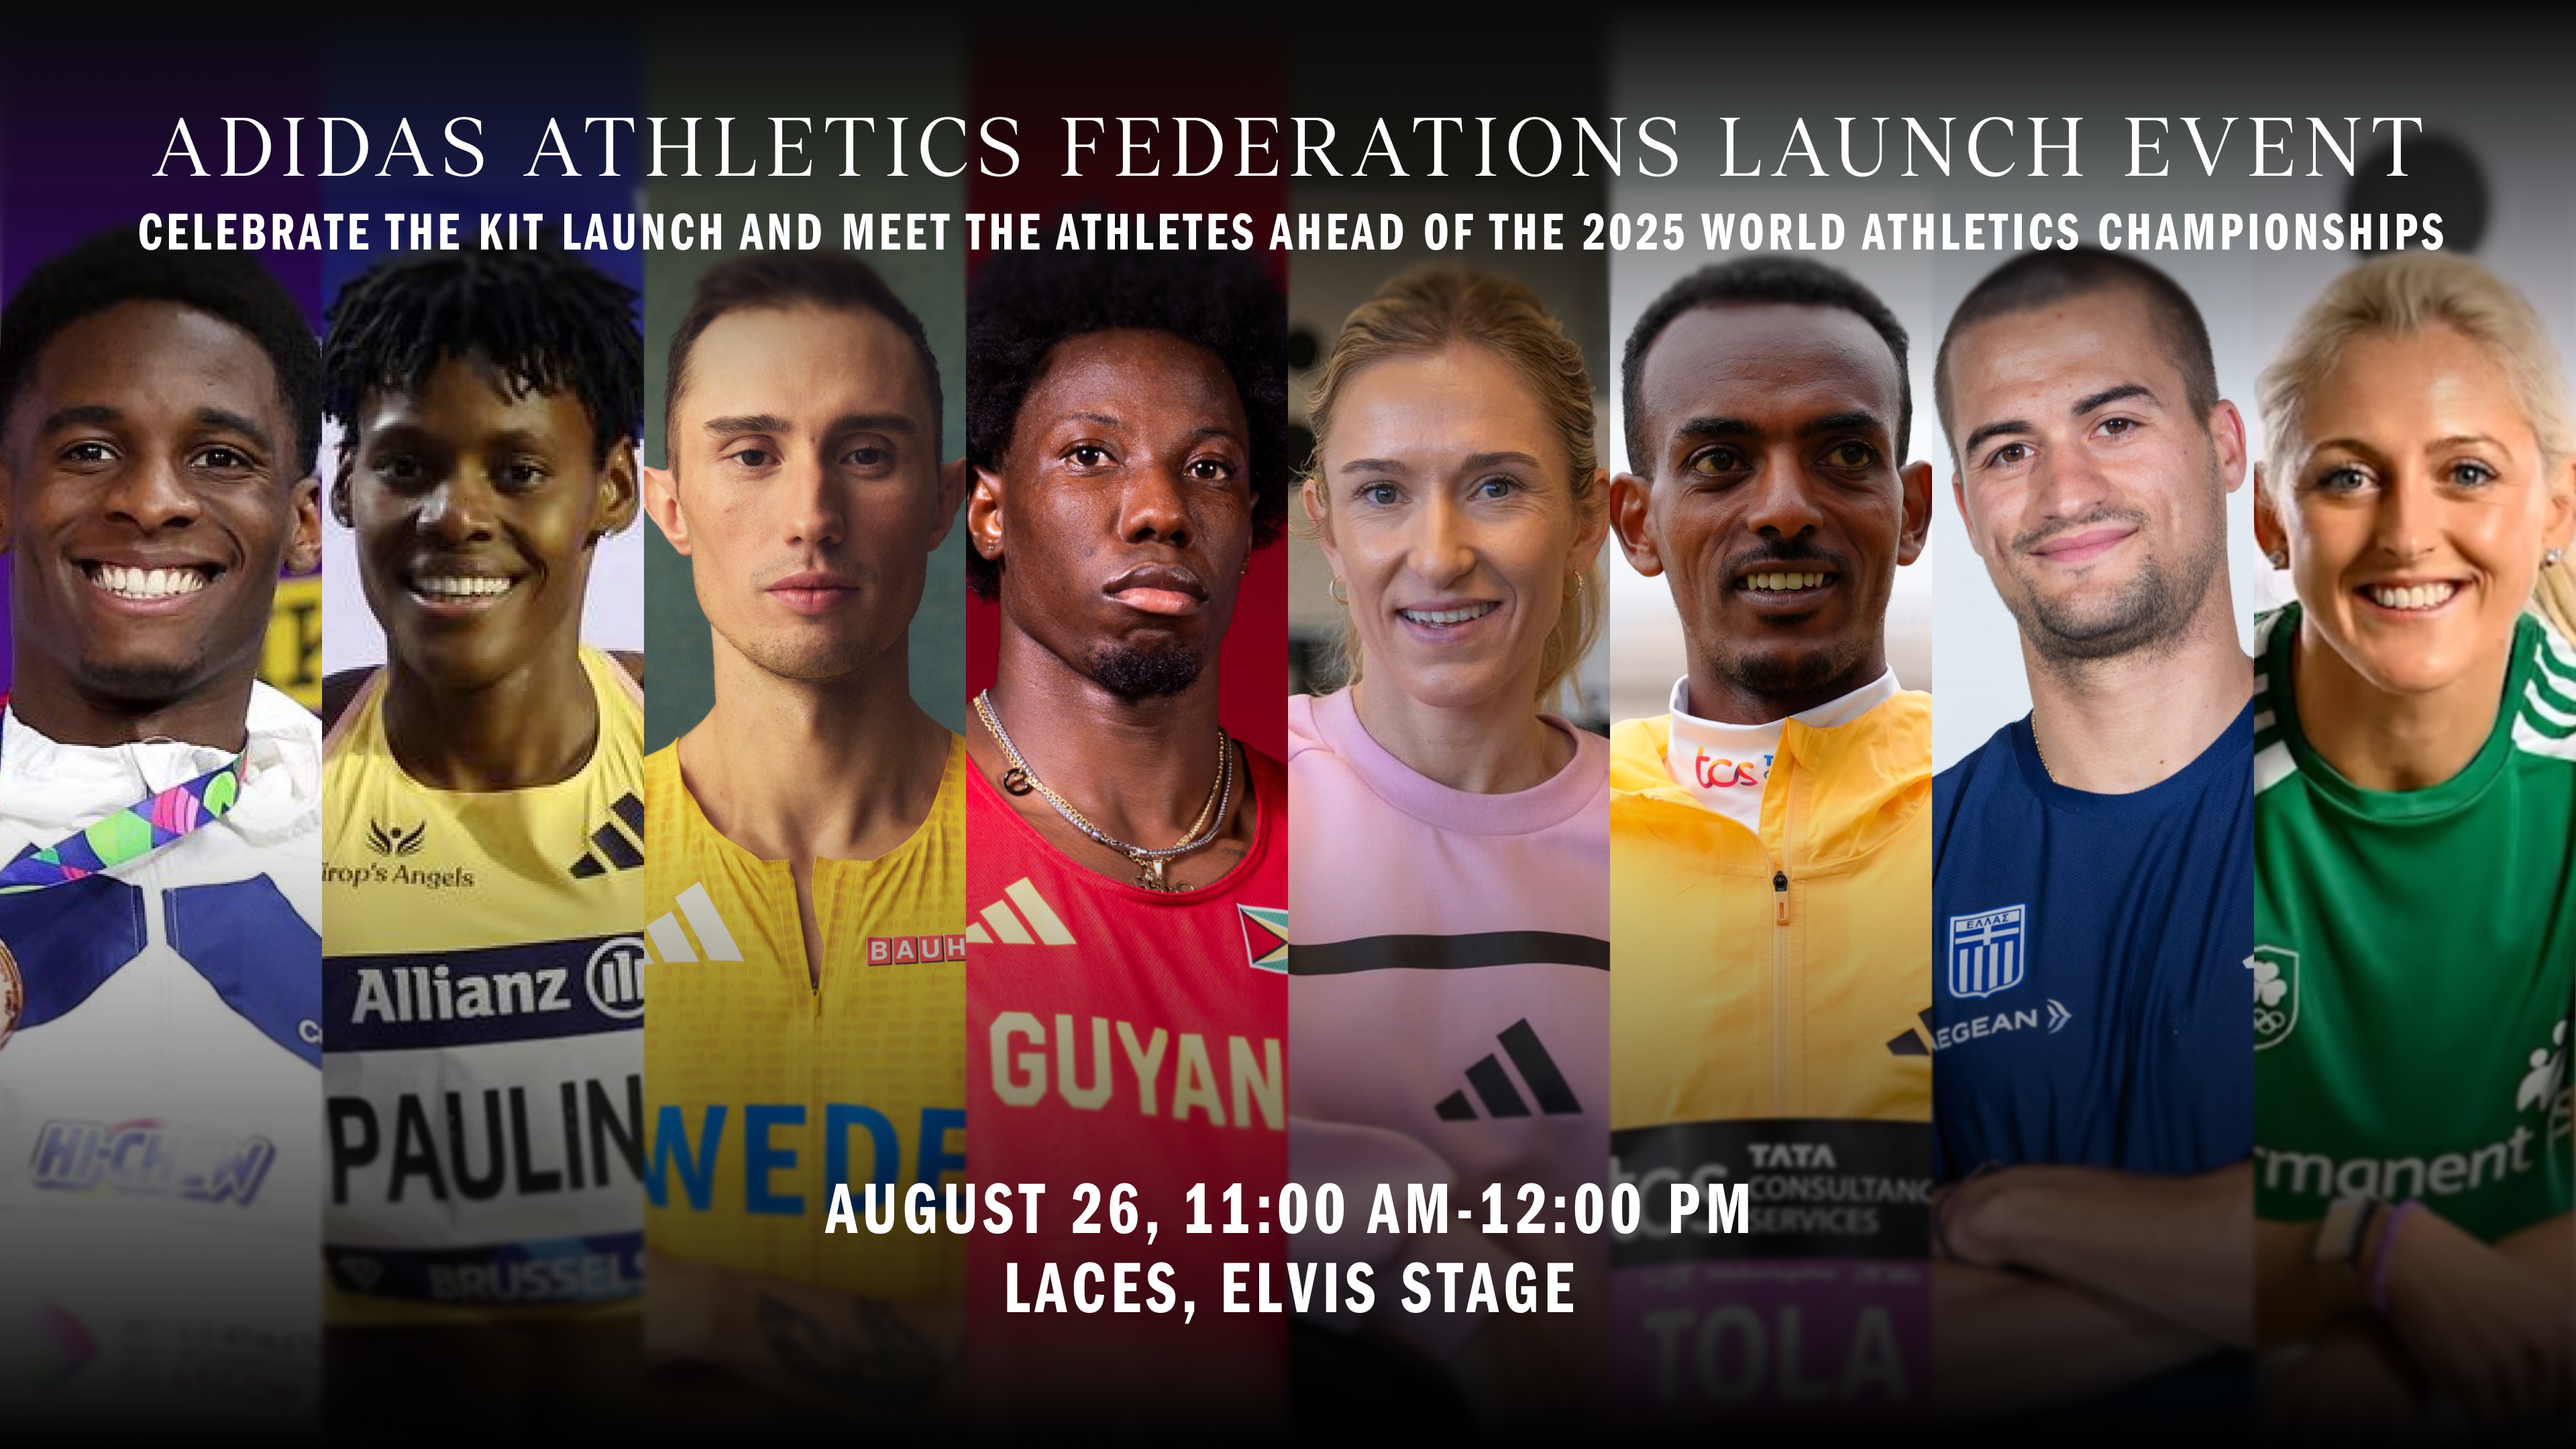 ADIDAS ATHLETICS FEDERATIONS LAUNCH EVENT
CELEBRATE THE KIT LAUNCH AND MEET THE ATHLETES AHEAD OF THE 2025 WORLD ATHLETICS CHAMPIONSHIPS
tcs
irop's Angels
BAUH
ΕΛΛΑΣ
Allianz
EGEAN
GUYAN
PAULIN
WEDE
HI-CHEW
rmanent
tcs TATA
CONSULTANC
SERVICES
BRUSSELS
TOLA
AUGUST 26, 11:00 AM-12:00 PM
LACES, ELVIS STAGE